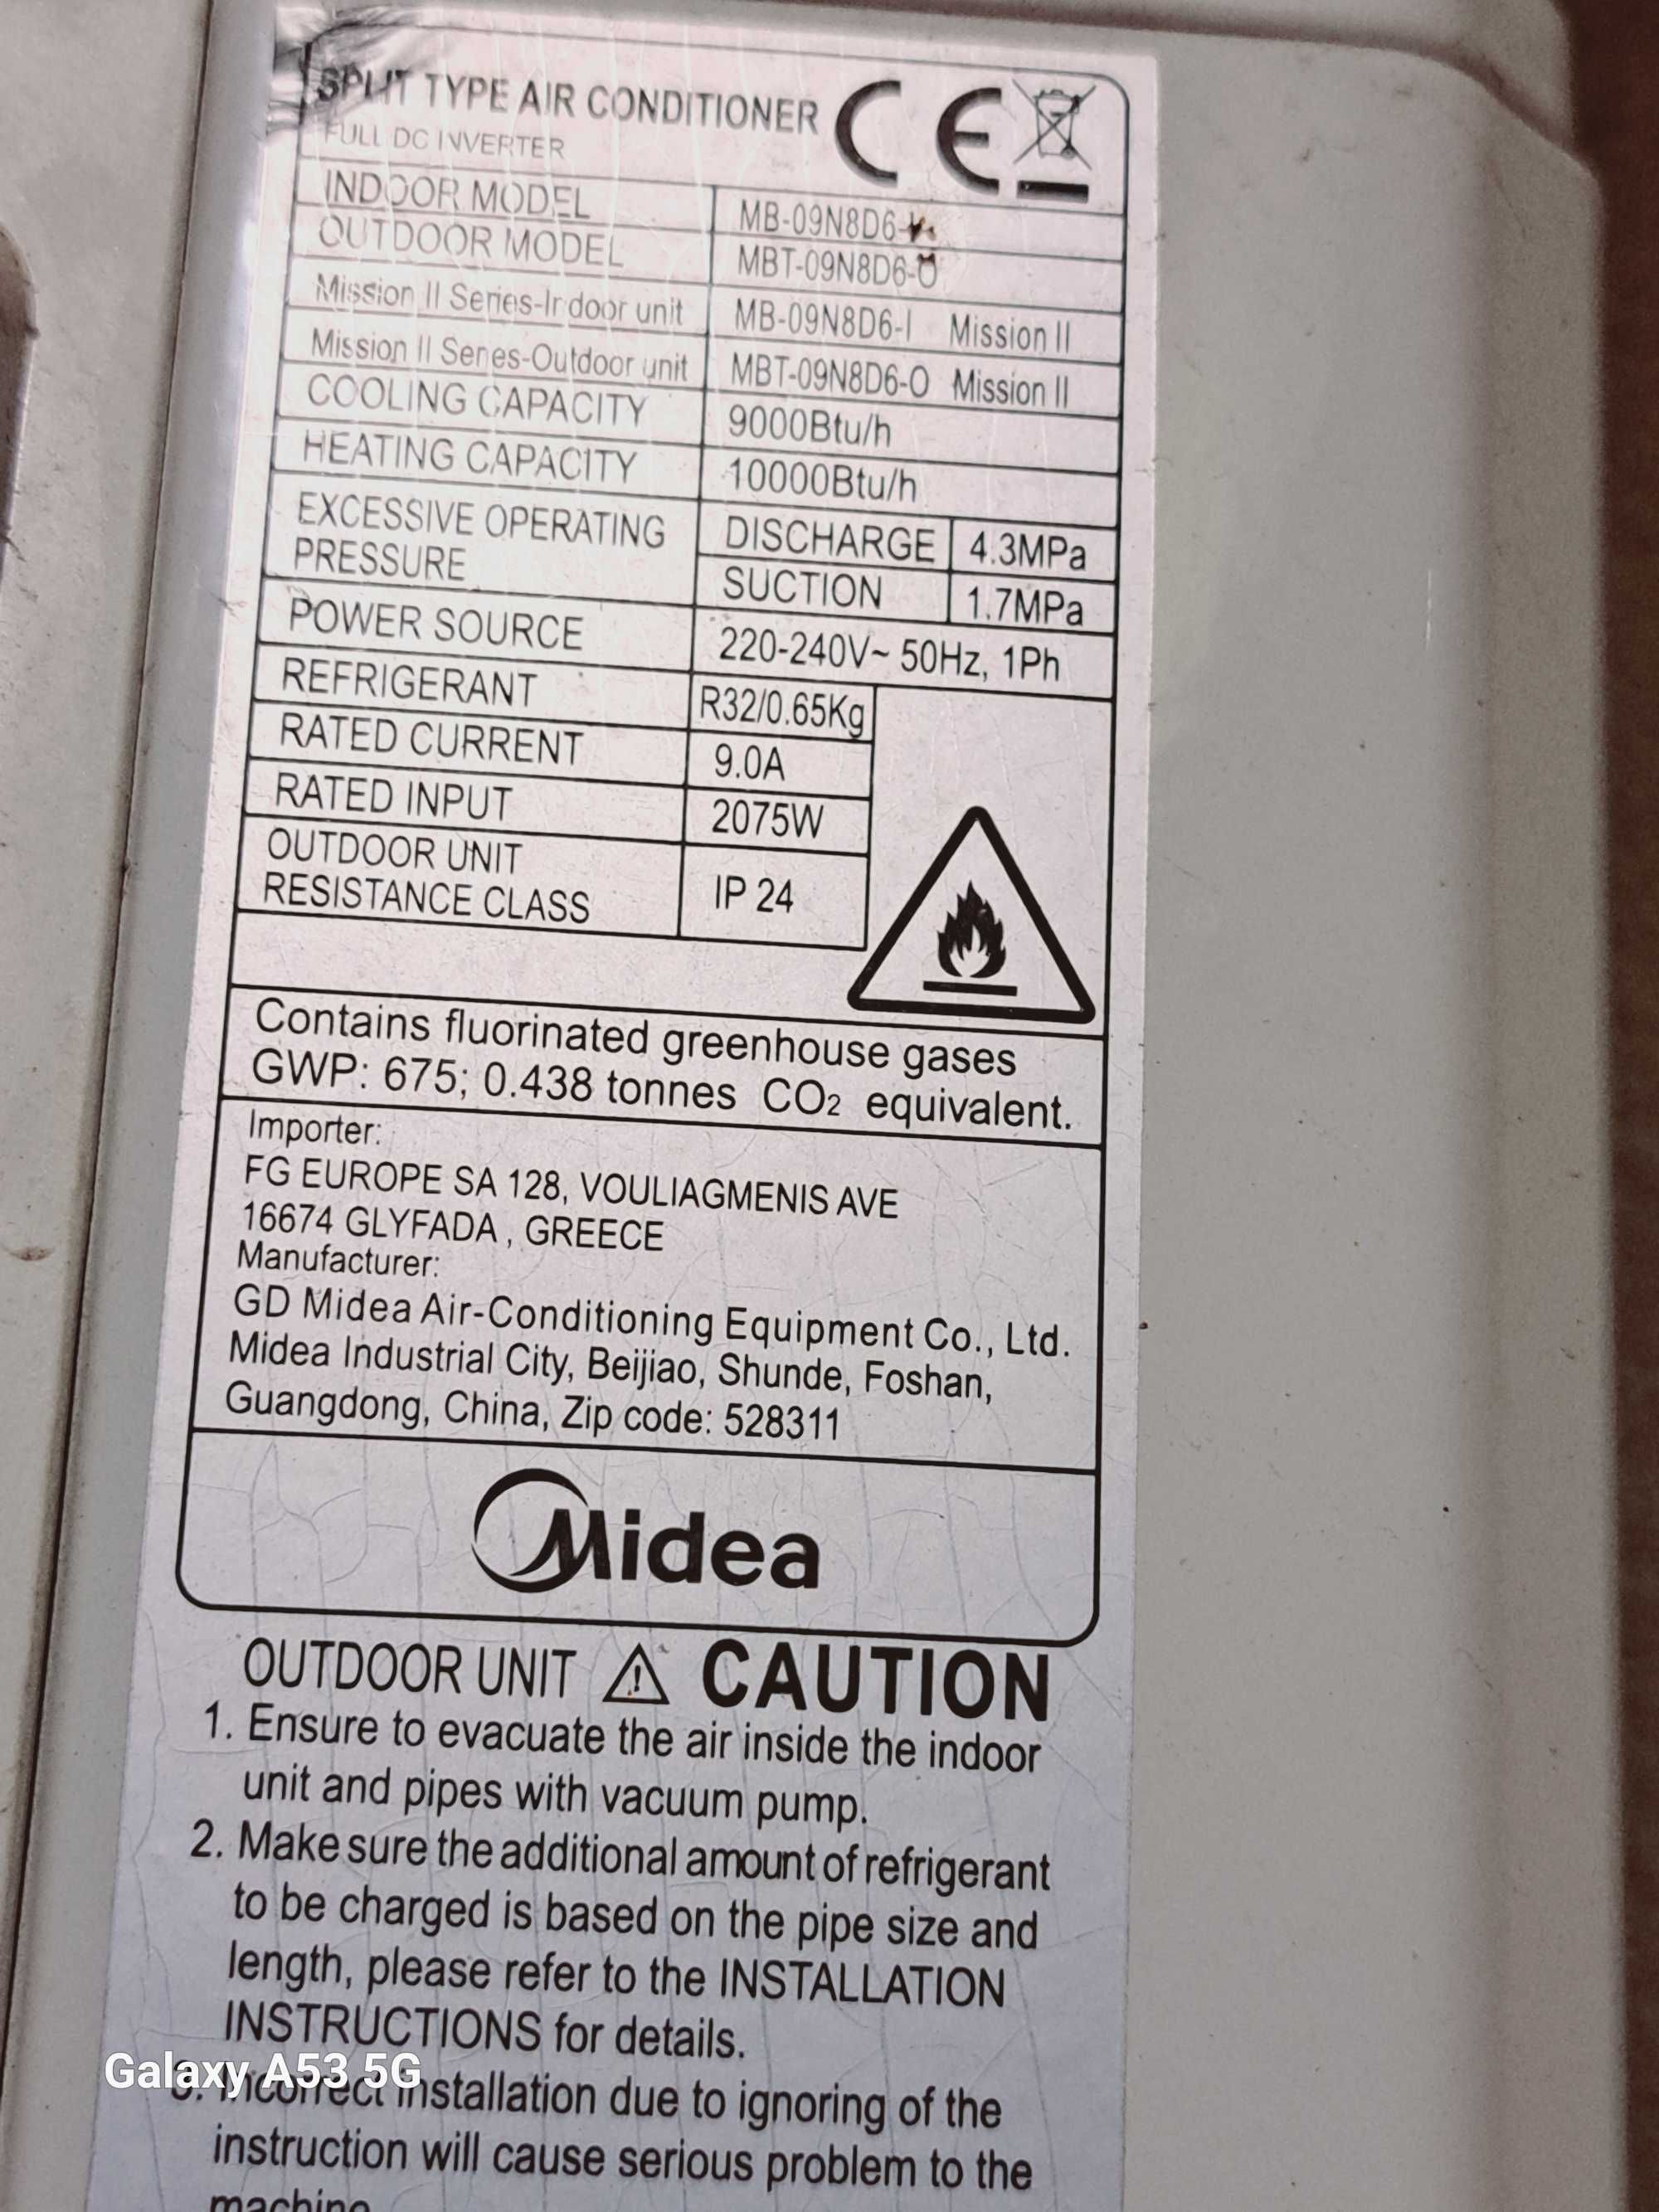 SPLIT TYPE AIR CONDITIONER CE
FULL DC INVERTER
INDOOR MODEL MB-09N8D6-
OUTDOOR MODEL MBT-09N8D6-O
Mission II Series-Indoor unit MB-09N8D6-I Mission II
Mission II Series-Outdoor unit MBT-09N8D6-O Mission II
COOLING CAPACITY 9000Btu/h
HEATING CAPACITY 10000Btu/h
EXCESSIVE OPERATING
PRESSURE
DISCHARGE 4.3MPa
SUCTION 1.7MPa
POWER SOURCE 220-240V~ 50Hz, 1Ph
REFRIGERANT R32/0.65Kg
RATED CURRENT 9.0A
RATED INPUT 2075W
OUTDOOR UNIT
RESISTANCE CLASS IP 24
Contains fluorinated greenhouse gases
GWP: 675; 0.438 tonnes CO2 equivalent.
Importer:
FG EUROPE SA 128, VOULIAGMENIS AVE
16674 GLYFADA , GREECE
Manufacturer:
GD Midea Air-Conditioning Equipment Co., Ltd.
Midea Industrial City, Beijiao, Shunde, Foshan,
Guangdong, China, Zip code: 528311
Midea
OUTDOOR UNIT ! CAUTION
1. Ensure to evacuate the air inside the indoor
unit and pipes with vacuum pump.
2. Make sure the additional amount of refrigerant
to be charged is based on the pipe size and
length, please refer to the INSTALLATION
INSTRUCTIONS for details.
3. Incorrect installation due to ignoring of the
instruction will cause serious problem to the
machine
Galaxy A53 5G